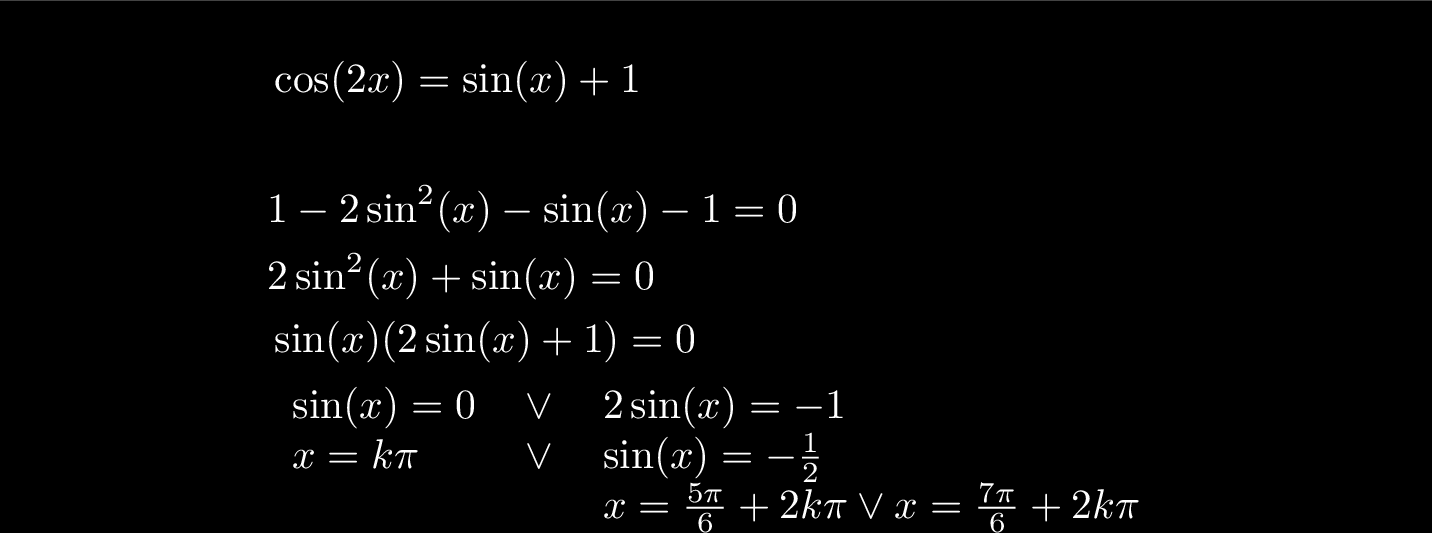 cos(2x) = sin(x) + 1
1 − 2 sin²(x) − sin(x) − 1 = 0
2 sin²(x) + sin(x) = 0
sin(x)(2 sin(x) + 1) = 0
sin(x) = 0 ∨ 2 sin(x) = −1
x = kπ ∨ sin(x) = −1/2
x = 5π/6 + 2kπ ∨ x = 7π/6 + 2kπ